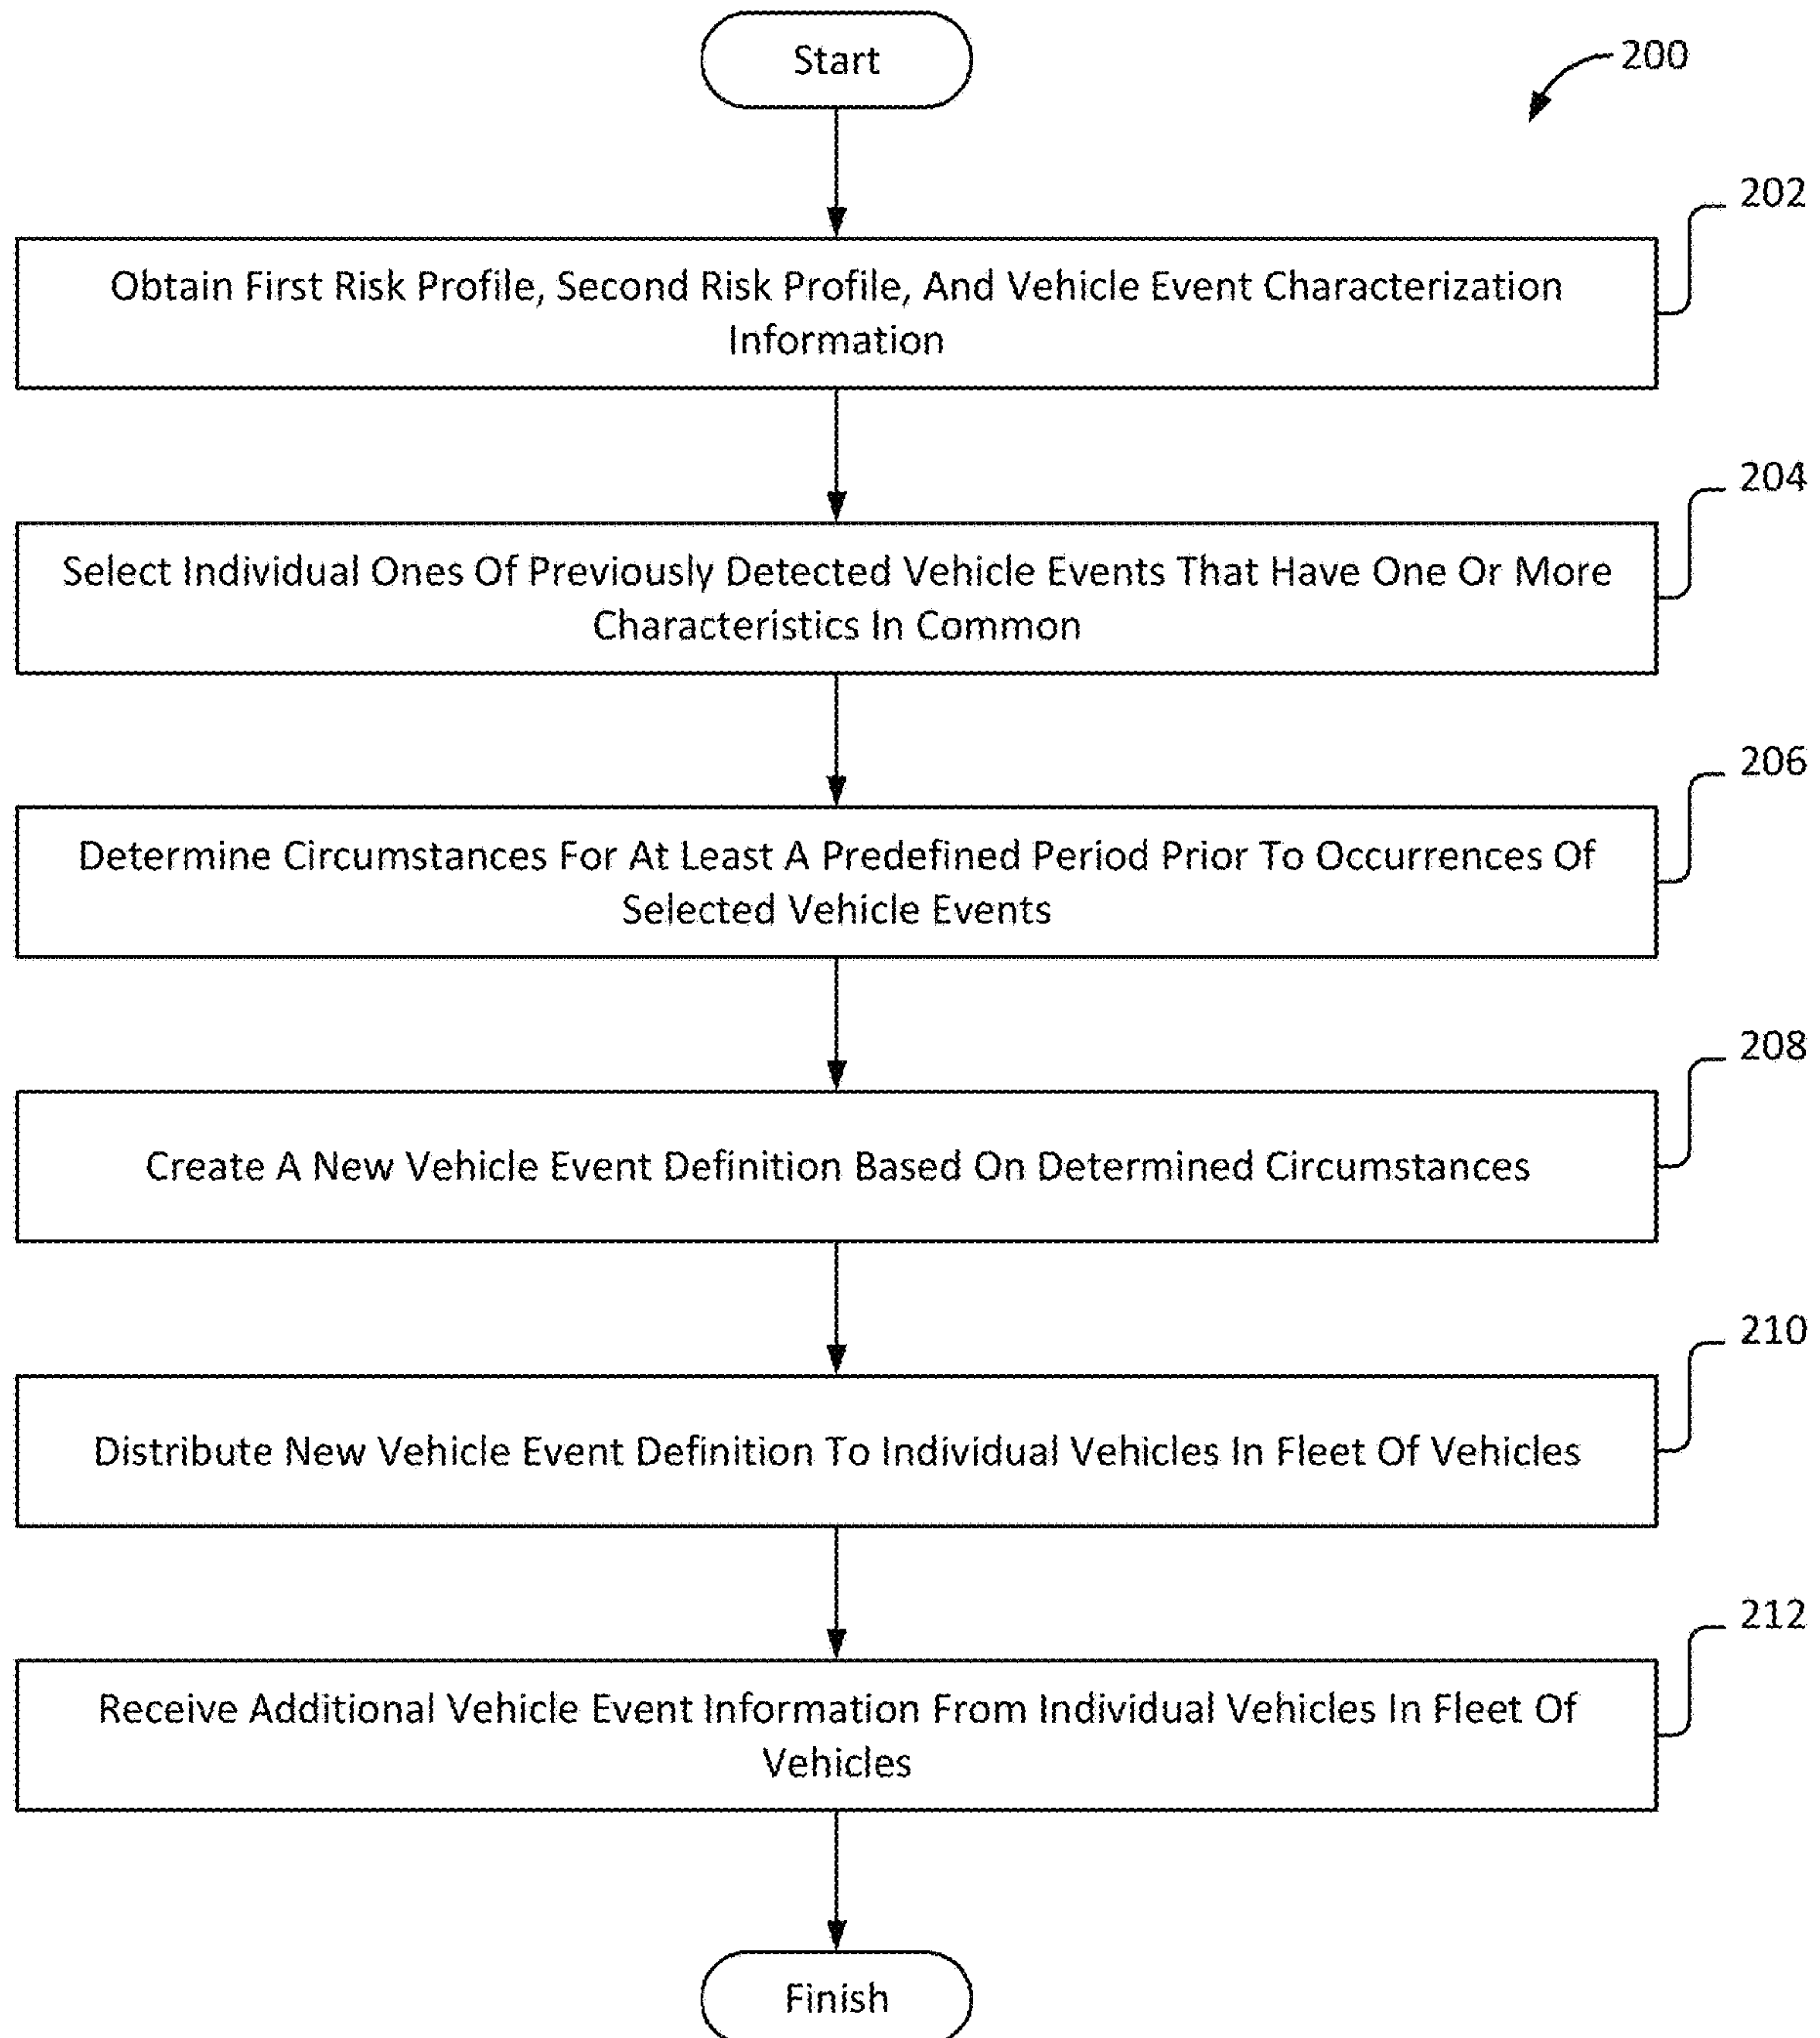 Start
200
202
Obtain First Risk Profile, Second Risk Profile, And Vehicle Event Characterization
Information
204
Select Individual Ones Of Previously Detected Vehicle Events That Have One Or More
Characteristics In Common
206
Determine Circumstances For At Least A Predefined Period Prior To Occurrences Of
Selected Vehicle Events
208
Create A New Vehicle Event Definition Based On Determined Circumstances
210
Distribute New Vehicle Event Definition To Individual Vehicles In Fleet Of Vehicles
212
Receive Additional Vehicle Event Information From Individual Vehicles In Fleet Of
Vehicles
Finish